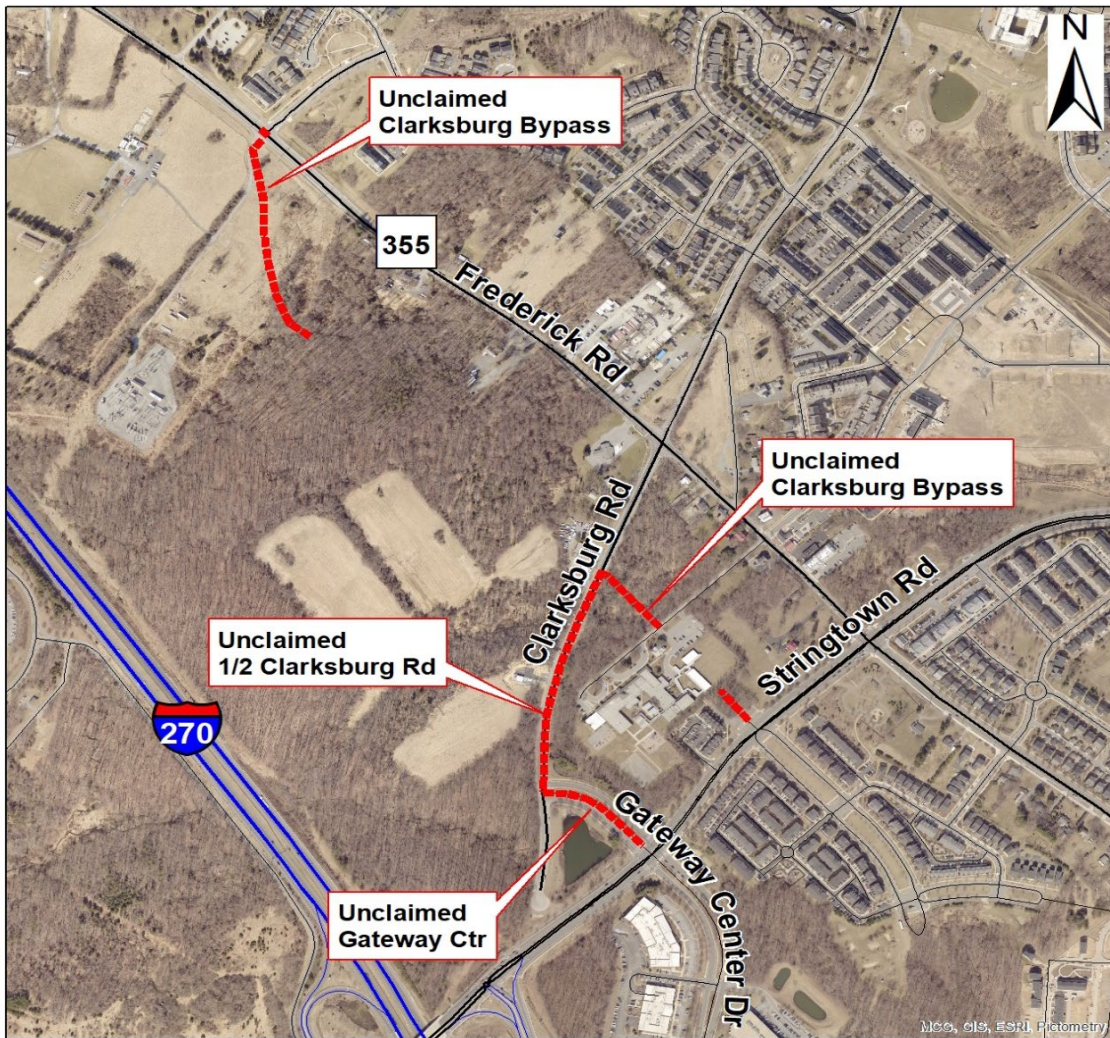 N
Unclaimed
Clarksburg Bypass
355
Frederick Rd
Unclaimed
Clarksburg Bypass
Clarksburg Rd
Stringtown Rd
Unclaimed
1/2 Clarksburg Rd
270
Gateway Center Dr
Unclaimed
Gateway Ctr
MCG, GIS, ESRI, Pictometry